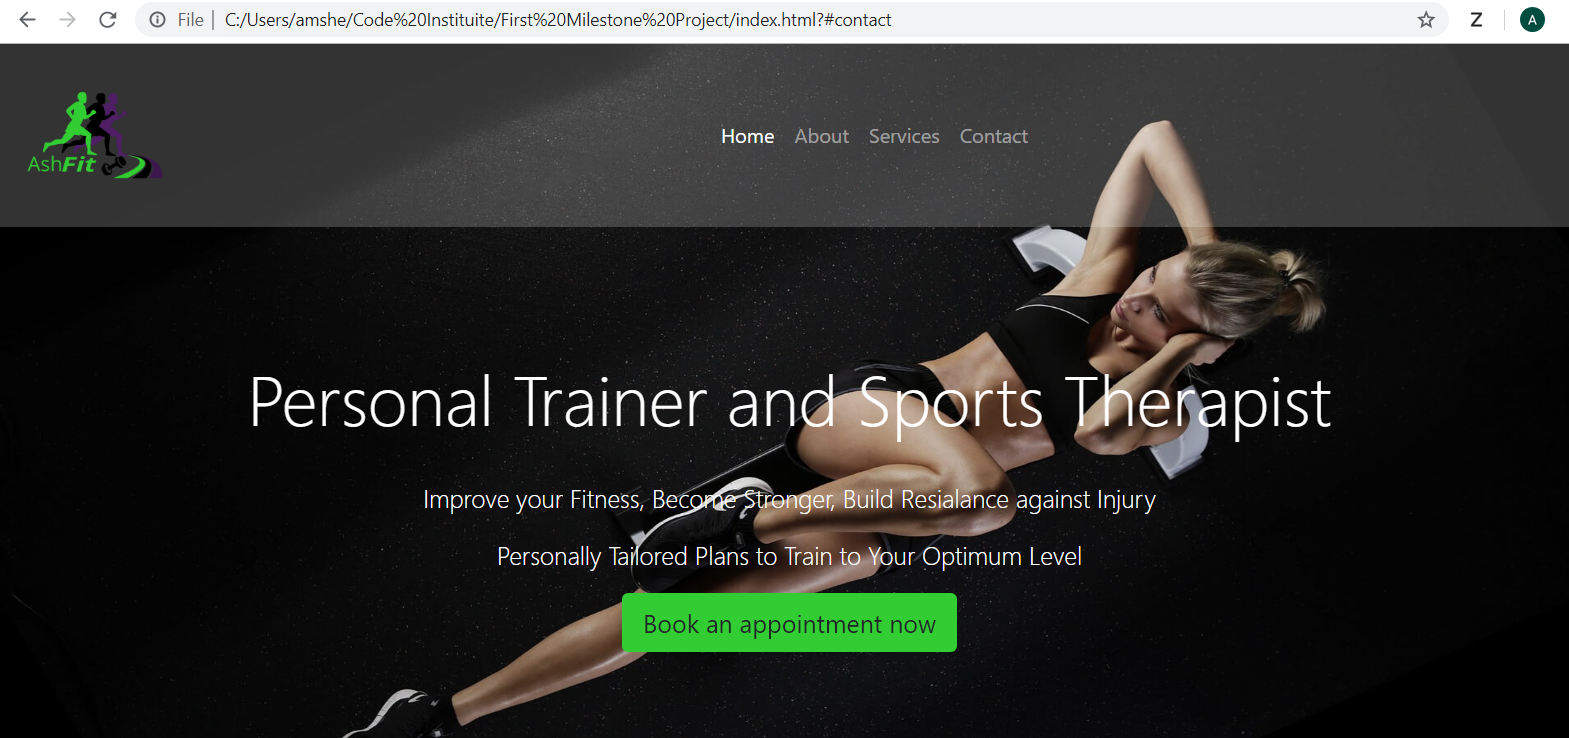 File | C:/Users/amshe/Code%20Instituite/First%20Milestone%20Project/index.html?#contact
Z
A
AshFit
Home About Services Contact
Personal Trainer and Sports Therapist
Improve your Fitness, Become Stronger, Build Resialance against Injury
Personally Tailored Plans to Train to Your Optimum Level
Book an appointment now